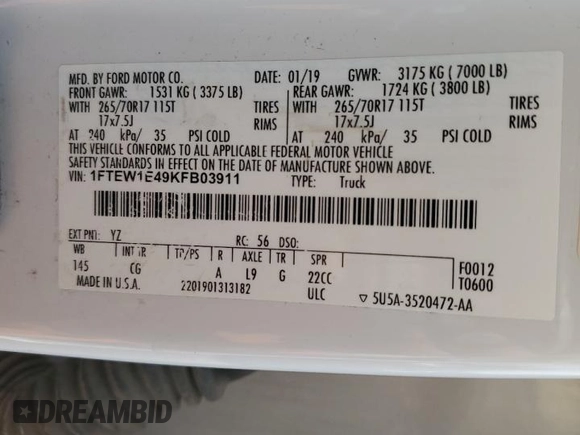 MFD. BY FORD MOTOR CO. DATE: 01/19 GVWR: 3175 KG ( 7000 LB)
FRONT GAWR: 1531 KG ( 3375 LB) REAR GAWR: 1724 KG ( 3800 LB)
WITH 265/70R17 115T TIRES WITH 265/70R17 115T TIRES
17x7.5J RIMS 17x7.5J RIMS
AT 240 kPa/ 35 PSI COLD AT 240 kPa/ 35 PSI COLD
THIS VEHICLE CONFORMS TO ALL APPLICABLE FEDERAL MOTOR VEHICLE
SAFETY STANDARDS IN EFFECT ON THE DATE OF MANUFACTURE SHOWN ABOVE.
VIN: 1FTEW1E49KFB03911 TYPE: Truck
EXT PNT: YZ RC: 56 DSO:
WB INT TR TP/PS R AXLE TR SPR F0012
145 CG A L9 G 22CC T0600
ULC
MADE IN U.S.A. 2201901313182 ▽ 5U5A-3520472-AA
DREAMBID